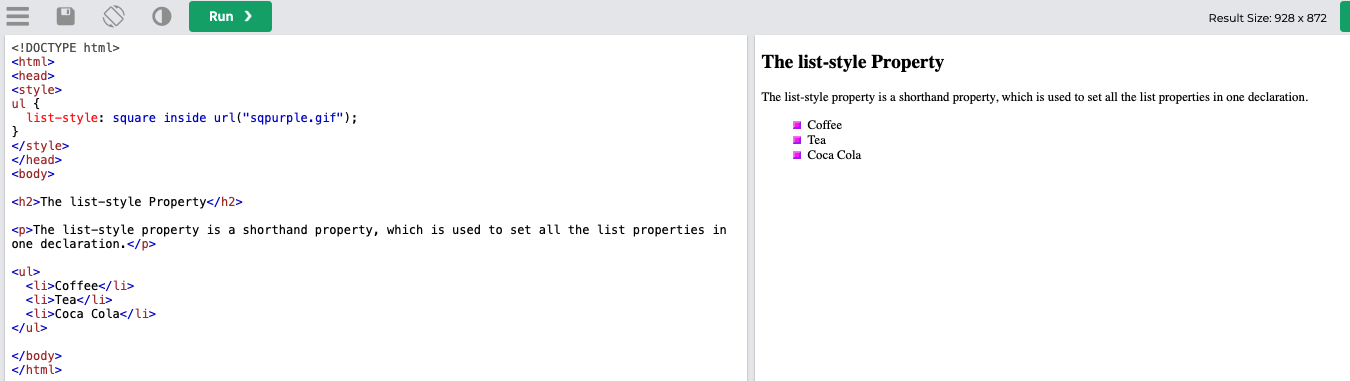 Run ❯
Result Size: 928 x 872
<!DOCTYPE html>
<html>
<head>
<style>
ul {
  list-style: square inside url("sqpurple.gif");
}
</style>
</head>
<body>

<h2>The list-style Property</h2>

<p>The list-style property is a shorthand property, which is used to set all the list properties in
one declaration.</p>

<ul>
  <li>Coffee</li>
  <li>Tea</li>
  <li>Coca Cola</li>
</ul>

</body>
</html>
The list-style Property
The list-style property is a shorthand property, which is used to set all the list properties in one declaration.
Coffee
Tea
Coca Cola